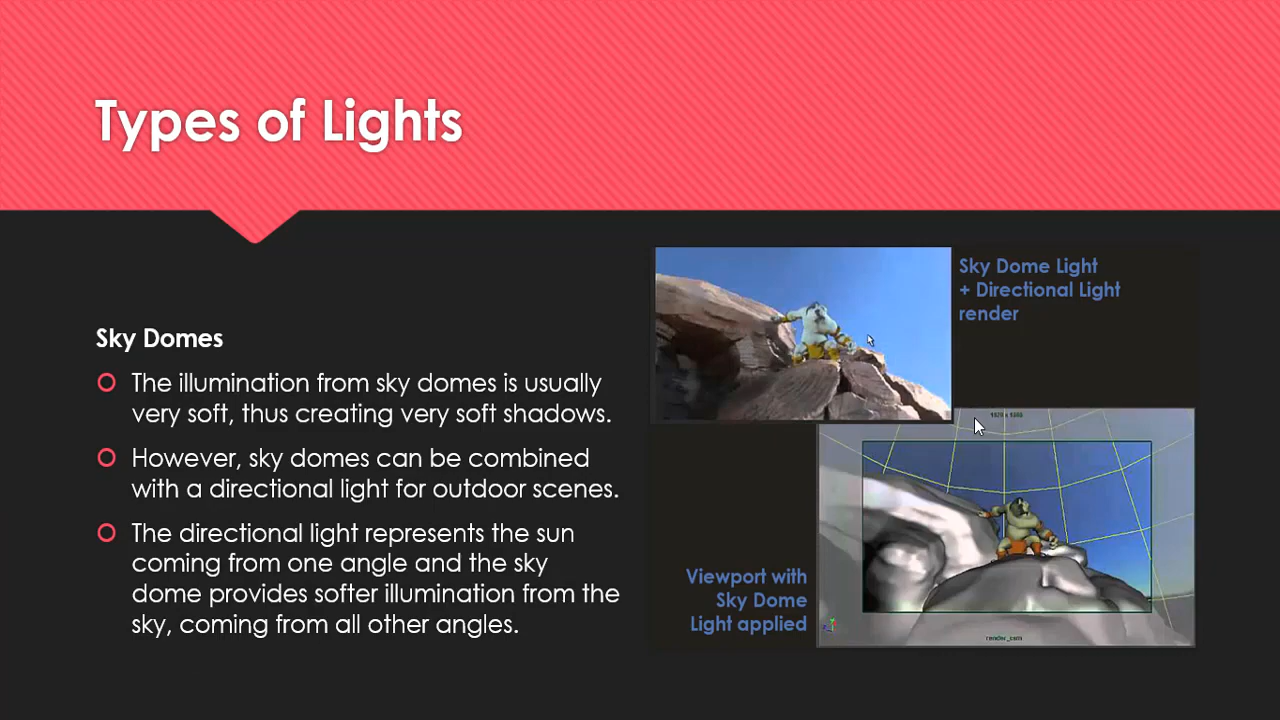 Types of Lights
Sky Domes
The illumination from sky domes is usually
very soft, thus creating very soft shadows.
However, sky domes can be combined
with a directional light for outdoor scenes.
The directional light represents the sun
coming from one angle and the sky
dome provides softer illumination from the
sky, coming from all other angles.
Sky Dome Light
+ Directional Light
render
Viewport with
Sky Dome
Light applied
render_cam